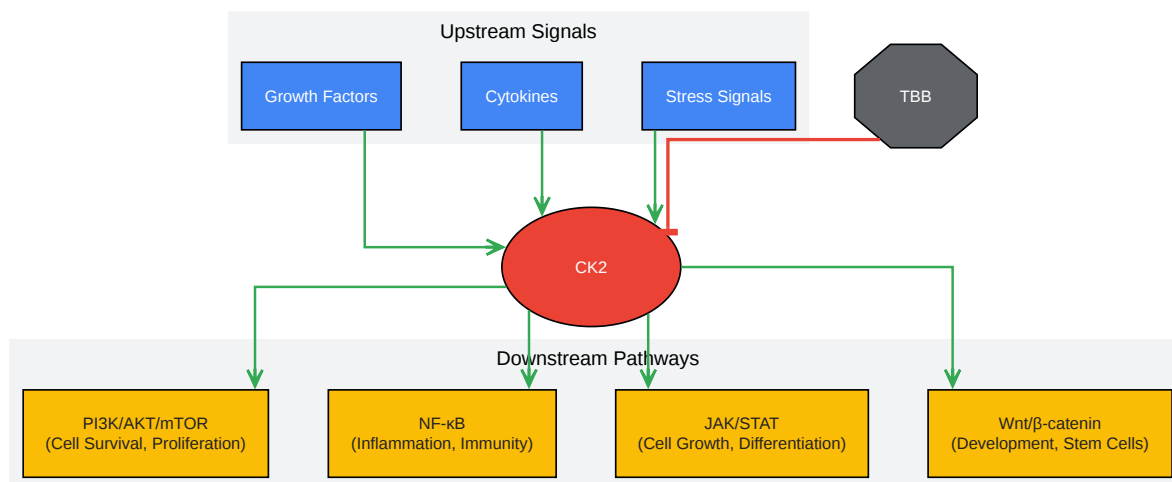 Upstream Signals
Growth Factors
Cytokines
Stress Signals
TBB
CK2
Downstream Pathways
PI3K/AKT/mTOR
(Cell Survival, Proliferation)
NF-κB
(Inflammation, Immunity)
JAK/STAT
(Cell Growth, Differentiation)
Wnt/β-catenin
(Development, Stem Cells)